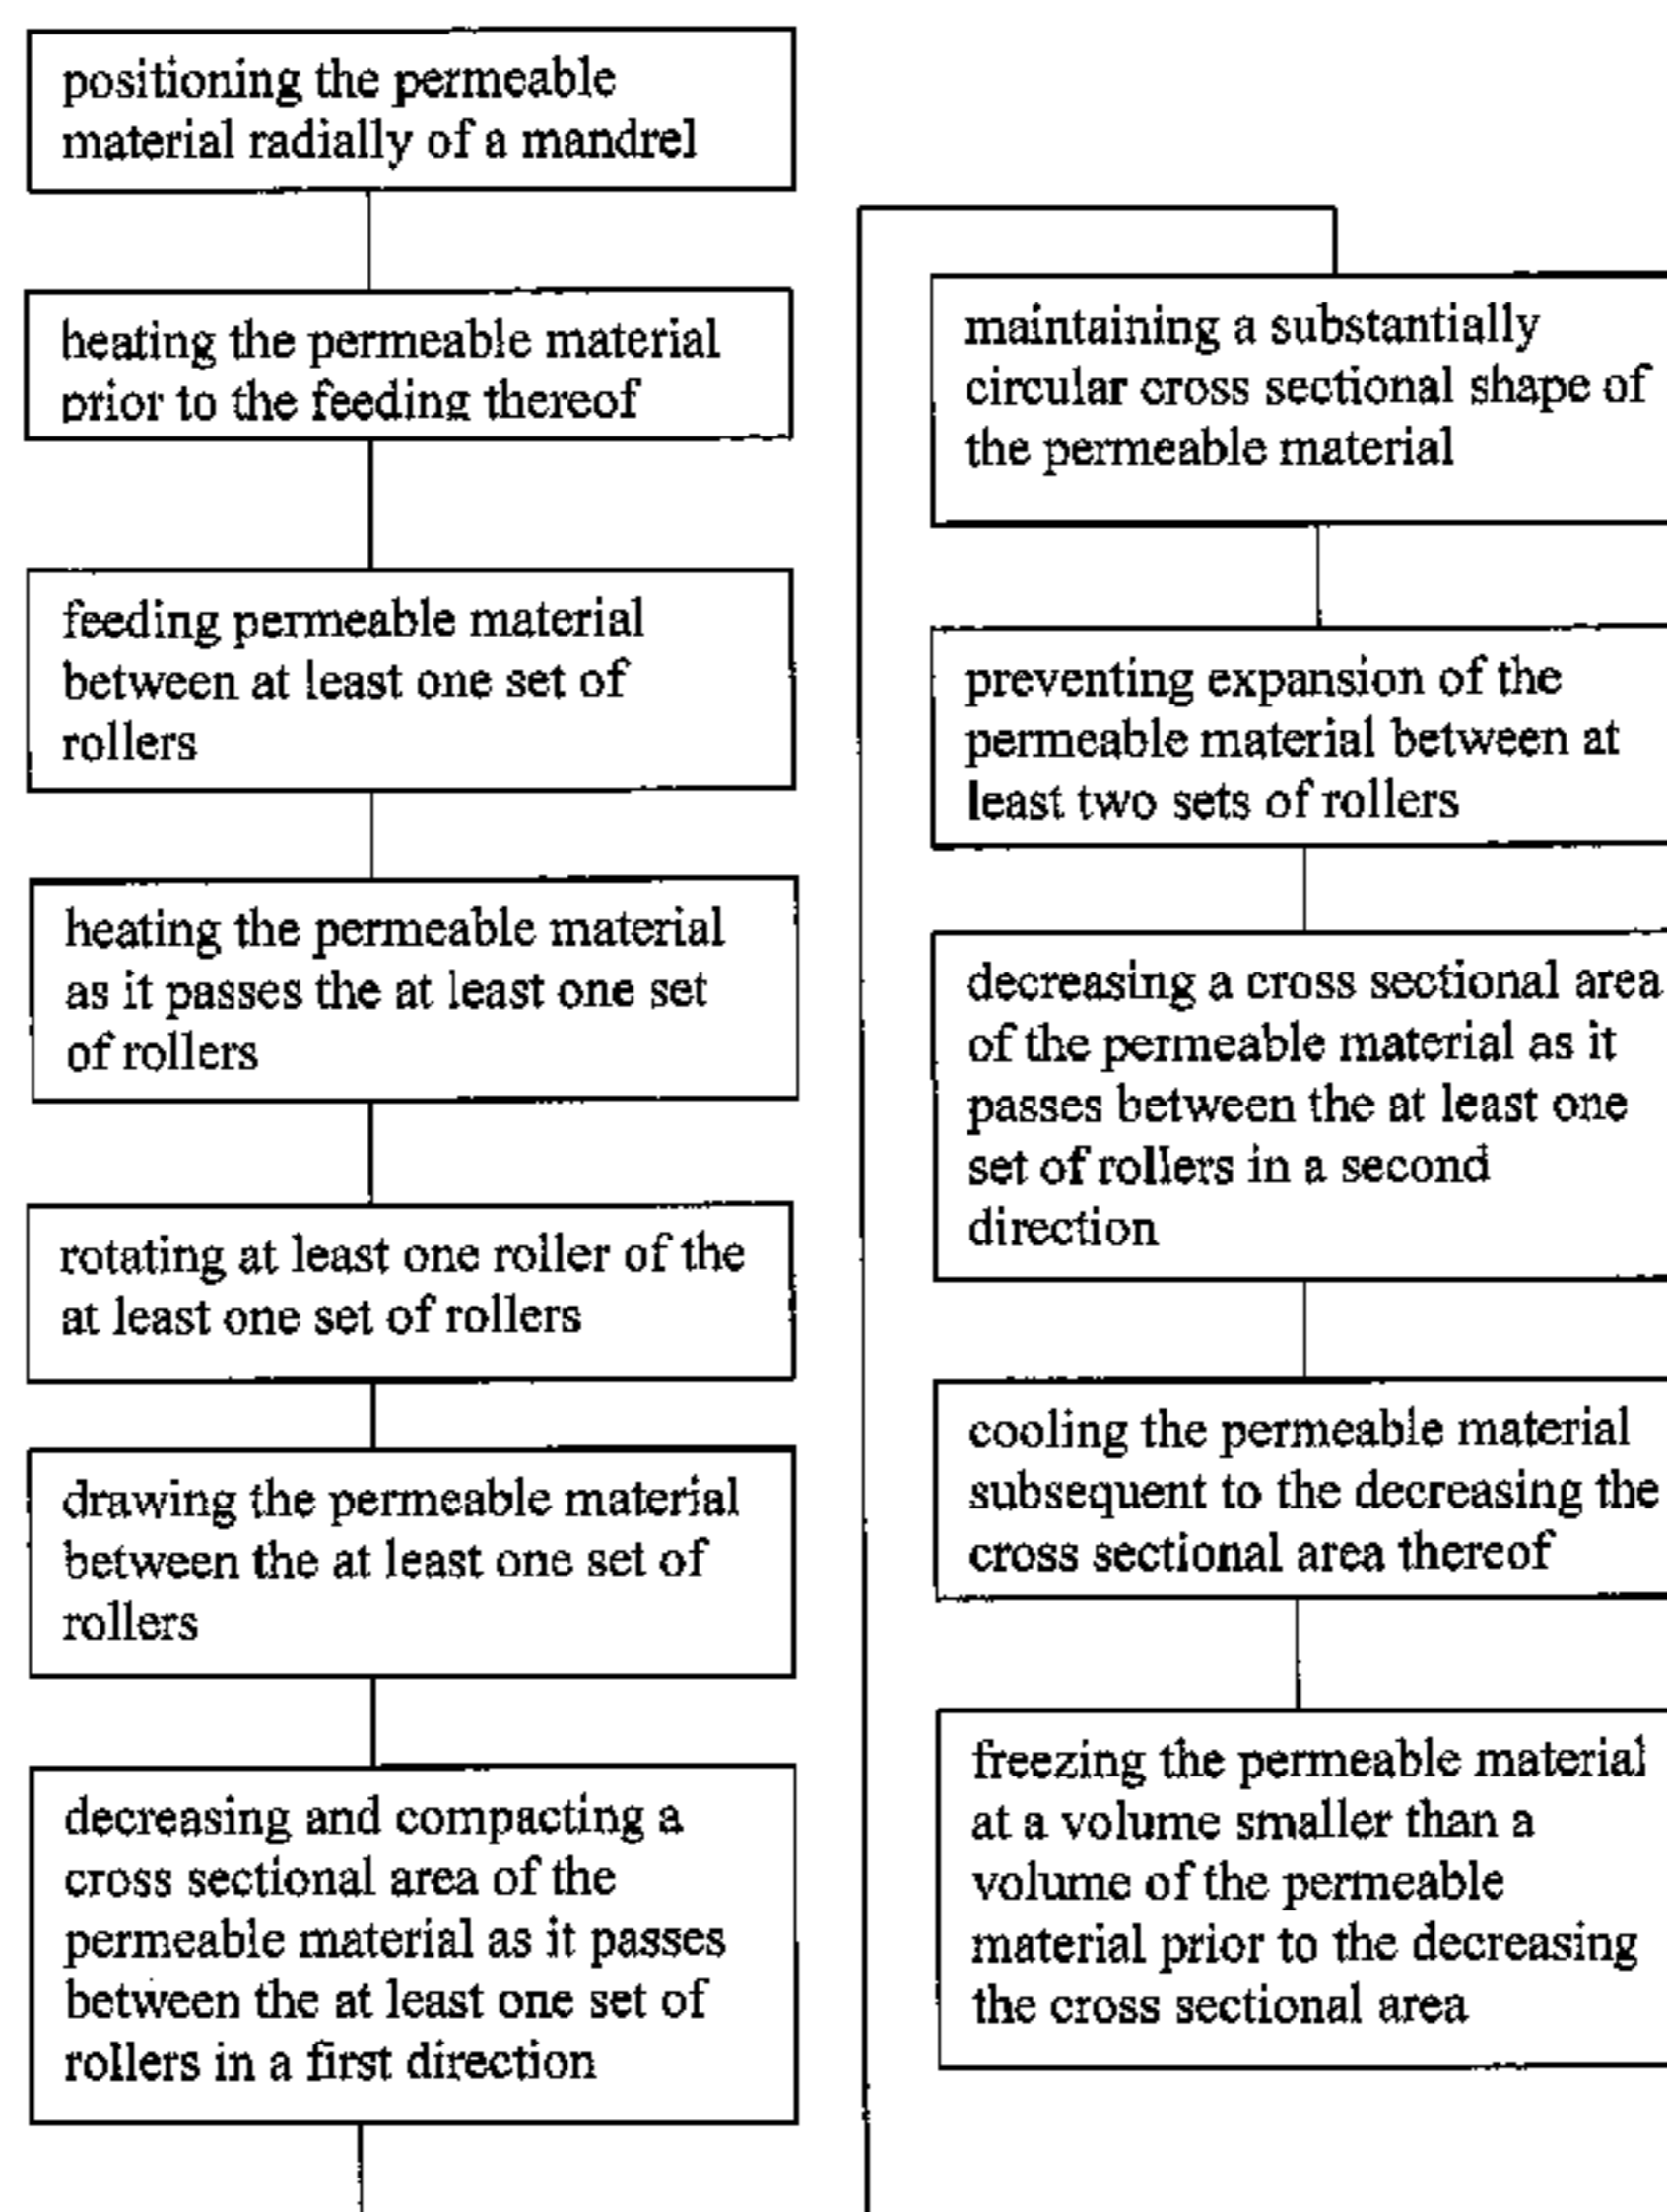 positioning the permeable
material radially of a mandrel
heating the permeable material
prior to the feeding thereof
feeding permeable material
between at least one set of
rollers
heating the permeable material
as it passes the at least one set
of rollers
rotating at least one roller of the
at least one set of rollers
drawing the permeable material
between the at least one set of
rollers
decreasing and compacting a
cross sectional area of the
permeable material as it passes
between the at least one set of
rollers in a first direction
maintaining a substantially
circular cross sectional shape of
the permeable material
preventing expansion of the
permeable material between at
least two sets of rollers
decreasing a cross sectional area
of the permeable material as it
passes between the at least one
set of rollers in a second
direction
cooling the permeable material
subsequent to the decreasing the
cross sectional area thereof
freezing the permeable material
at a volume smaller than a
volume of the permeable
material prior to the decreasing
the cross sectional area